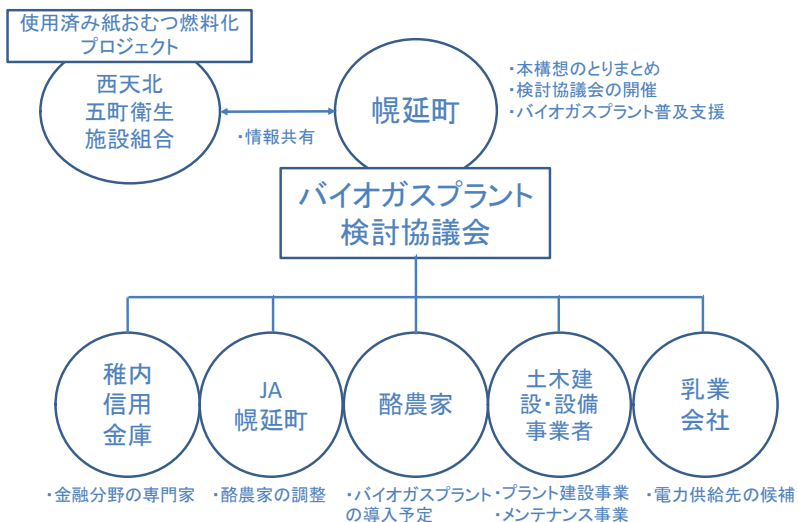 使用済み紙おむつ燃料化
プロジェクト
西天北
五町衛生
施設組合
・情報共有
幌延町
・本構想のとりまとめ
・検討協議会の開催
・バイオガスプラント普及支援
バイオガスプラント
検討協議会
稚内
信用
金庫
・金融分野の専門家
JA
幌延町
・酪農家の調整
酪農家
・バイオガスプラント
の導入予定
土木建
設・設備
事業者
・プラント建設事業
・メンテナンス事業
乳業
会社
・電力供給先の候補